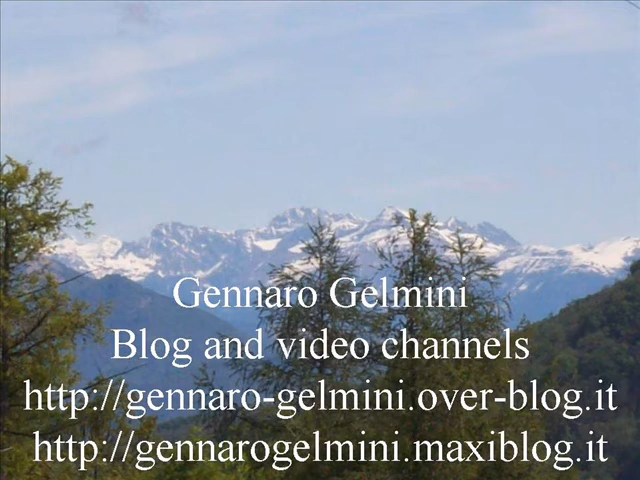 Gennaro Gelmini
Blog and video channels
http://gennaro-gelmini.over-blog.it
http://gennarogelmini.maxiblog.it